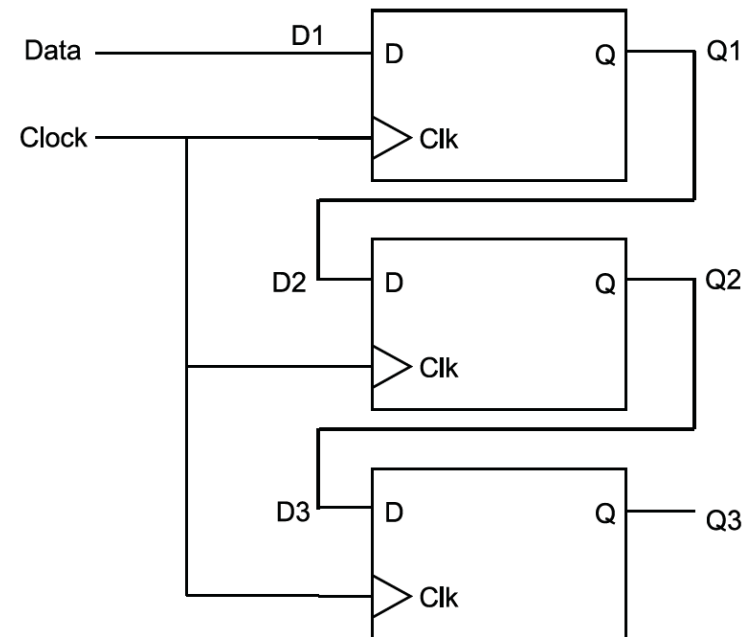 Data D1 D Q Q1
Clock Clk
D2 D Q Q2
Clk
D3 D Q Q3
Clk